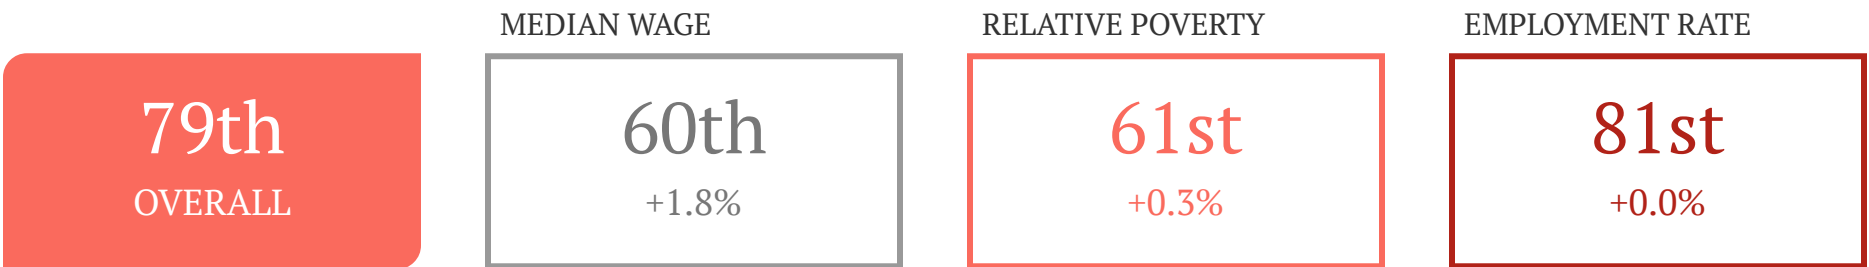 79th
OVERALL
MEDIAN WAGE
60th
+1.8%
RELATIVE POVERTY
61st
+0.3%
EMPLOYMENT RATE
81st
+0.0%